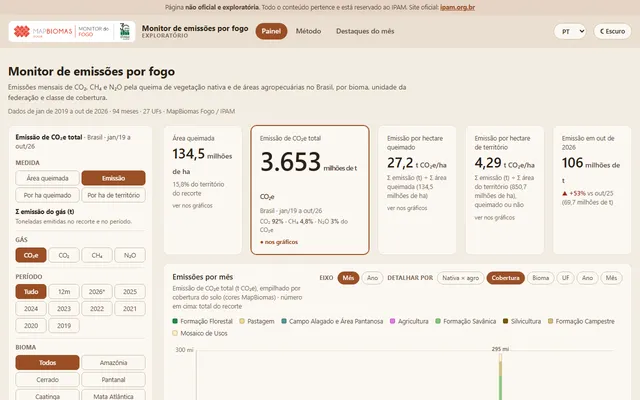 Página não oficial e exploratória. Todo o conteúdo pertence e está reservado ao IPAM. Site oficial: ipam.org.br
MAPBIOMAS
MONITOR do FOGO
Monitor de emissões por fogo
EXPLORATÓRIO
Painel
Método
Destaques do mês
PT
Escuro
Monitor de emissões por fogo
Emissões mensais de CO₂, CH₄ e N₂O pela queima de vegetação nativa e de áreas agropecuárias no Brasil, por bioma, unidade da
federação e classe de cobertura.
Dados de jan de 2019 a out de 2026 · 94 meses · 27 UFs · MapBiomas Fogo / IPAM
Emissão de CO₂e total · Brasil · jan/19 a
out/26
MEDIDA
Área queimada
Emissão
Por ha queimado
Por ha de território
Σ emissão do gás (t)
Toneladas emitidas no recorte e no período.
GÁS
CO₂e
CO₂
CH₄
N₂O
PERÍODO
Tudo
12m
2026*
2025
2024
2023
2022
2021
2020
2019
BIOMA
Todos
Amazônia
Cerrado
Pantanal
Caatinga
Mata Atlântica
Área queimada
134,5 milhões
de ha
15,8% do território
do recorte
ver nos gráficos
Emissão de CO₂e total
3.653 milhões de t
CO₂e
Brasil · jan/19 a out/26
CO₂ 92% · CH₄ 4,8% · N₂O 3% do
CO₂e
● nos gráficos
Emissão por hectare
queimado
27,2 t CO₂e/ha
Σ emissão (t) ÷ Σ área
queimada (134,5
milhões de ha)
ver nos gráficos
Emissão por hectare
de território
4,29 t CO₂e/ha
Σ emissão (t) ÷ Σ área
do território (850,7
milhões de ha),
queimado ou não
ver nos gráficos
Emissão em out de
2026
106 milhões de
t
▲ +53% vs out/25
(69,7 milhões de t)
Emissões por mês
Emissão de CO₂e total (t CO₂e), empilhado por
cobertura do solo (cores MapBiomas) · número
em cima: total do recorte
EIXO
Mês
Ano
DETALHAR POR
Nativa × agro
Cobertura
Bioma
UF
Ano
Mês
Formação Florestal
Pastagem
Campo Alagado e Área Pantanosa
Agricultura
Formação Savânica
Silvicultura
Formação Campestre
Mosaico de Usos
300 mi
295 mi